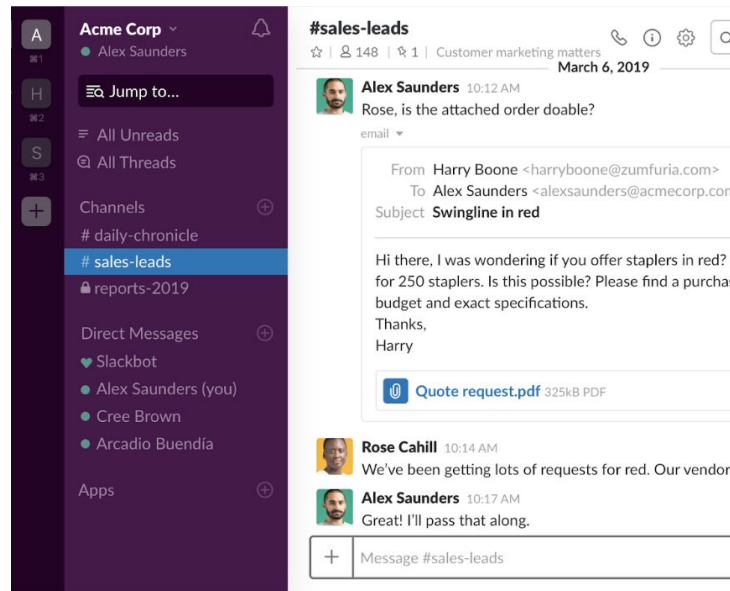 A
⌘1
H
⌘2
S
⌘3
+
Acme Corp
Alex Saunders
Jump to...
All Unreads
All Threads
Channels
# daily-chronicle
# sales-leads
reports-2019
Direct Messages
Slackbot
Alex Saunders (you)
Cree Brown
Arcadio Buendía
Apps
#sales-leads
148 | 1 | Customer marketing matters
March 6, 2019
Alex Saunders 10:12 AM
Rose, is the attached order doable?
email
From Harry Boone <harryboone@zumfuria.com>
To Alex Saunders <alexsaunders@acmecorp.com
Subject Swingline in red
Hi there, I was wondering if you offer staplers in red?
for 250 staplers. Is this possible? Please find a purcha
budget and exact specifications.
Thanks,
Harry
Quote request.pdf 325kB PDF
Rose Cahill 10:14 AM
We've been getting lots of requests for red. Our vendor
Alex Saunders 10:17 AM
Great! I'll pass that along.
+ Message #sales-leads